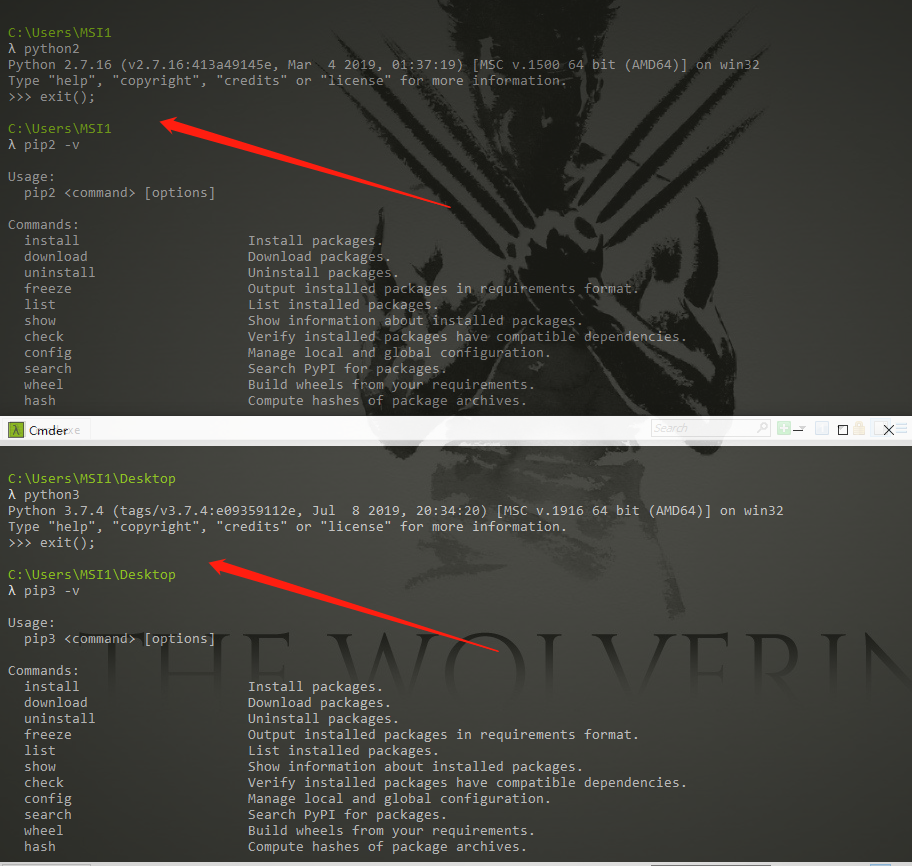 C:\Users\MSI1
λ python2
Python 2.7.16 (v2.7.16:413a49145e, Mar  4 2019, 01:37:19) [MSC v.1500 64 bit (AMD64)] on win32
Type "help", "copyright", "credits" or "license" for more information.
>>> exit();
C:\Users\MSI1
λ pip2 -v
Usage:
  pip2 <command> [options]
Commands:
  install                     Install packages.
  download                    Download packages.
  uninstall                   Uninstall packages.
  freeze                      Output installed packages in requirements format.
  list                        List installed packages.
  show                        Show information about installed packages.
  check                       Verify installed packages have compatible dependencies.
  config                      Manage local and global configuration.
  search                      Search PyPI for packages.
  wheel                       Build wheels from your requirements.
  hash                        Compute hashes of package archives.
λ Cmder Search
C:\Users\MSI1\Desktop
λ python3
Python 3.7.4 (tags/v3.7.4:e09359112e, Jul  8 2019, 20:34:20) [MSC v.1916 64 bit (AMD64)] on win32
Type "help", "copyright", "credits" or "license" for more information.
>>> exit();
C:\Users\MSI1\Desktop
λ pip3 -v
Usage:
  pip3 <command> [options]
THE WOLVERIN
Commands:
  install                     Install packages.
  download                    Download packages.
  uninstall                   Uninstall packages.
  freeze                      Output installed packages in requirements format.
  list                        List installed packages.
  show                        Show information about installed packages.
  check                       Verify installed packages have compatible dependencies.
  config                      Manage local and global configuration.
  search                      Search PyPI for packages.
  wheel                       Build wheels from your requirements.
  hash                        Compute hashes of package archives.